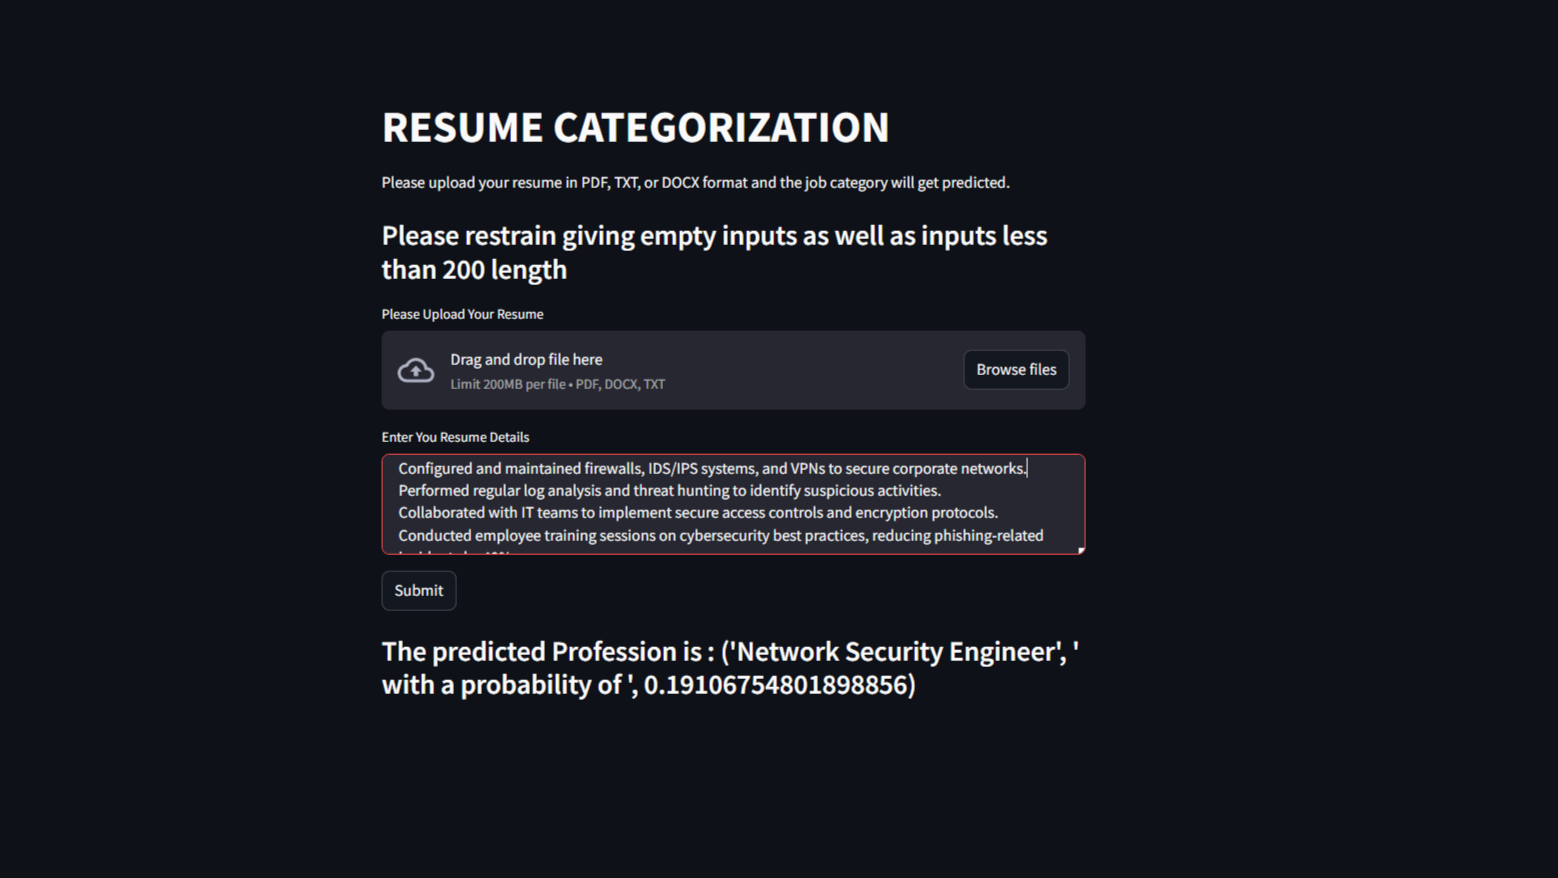 RESUME CATEGORIZATION
Please upload your resume in PDF, TXT, or DOCX format and the job category will get predicted.
Please restrain giving empty inputs as well as inputs less
than 200 length
Please Upload Your Resume
Drag and drop file here
Limit 200MB per file • PDF, DOCX, TXT
Browse files
Enter You Resume Details
Configured and maintained firewalls, IDS/IPS systems, and VPNs to secure corporate networks.
Performed regular log analysis and threat hunting to identify suspicious activities.
Collaborated with IT teams to implement secure access controls and encryption protocols.
Conducted employee training sessions on cybersecurity best practices, reducing phishing-related
Submit
The predicted Profession is : ('Network Security Engineer', '
with a probability of ', 0.19106754801898856)